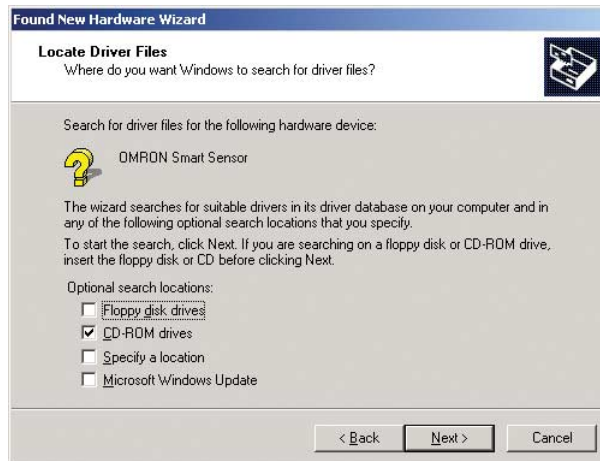 Found New Hardware Wizard
Locate Driver Files
Where do you want Windows to search for driver files?
Search for driver files for the following hardware device:
OMRON Smart Sensor
The wizard searches for suitable drivers in its driver database on your computer and in
any of the following optional search locations that you specify.
To start the search, click Next. If you are searching on a floppy disk or CD-ROM drive,
insert the floppy disk or CD before clicking Next.
Optional search locations:
Floppy disk drives
CD-ROM drives
Specify a location
Microsoft Windows Update
< Back Next > Cancel